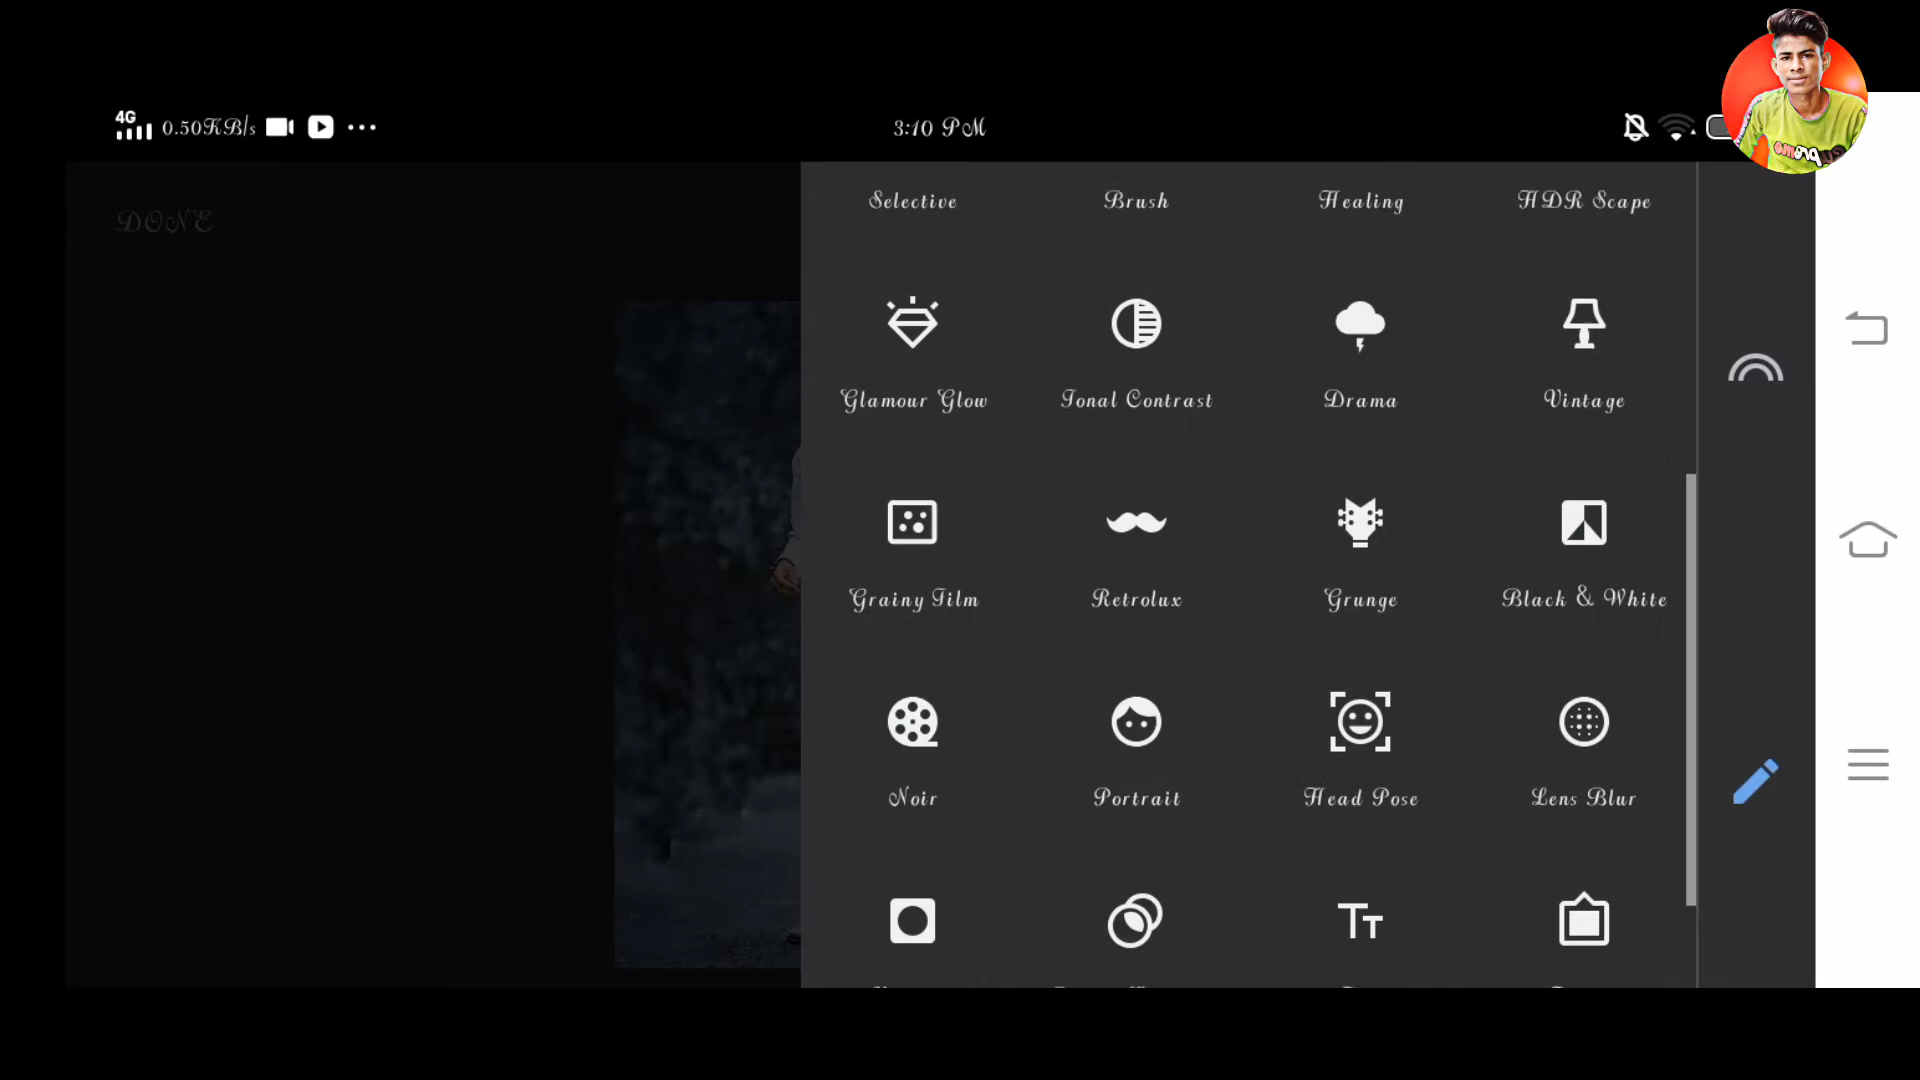 4G
0.50KB/s
3:10 PM
DONE
Selective Brush Healing HDR Scape
Glamour Glow Tonal Contrast Drama Vintage
Grainy Film Retrolux Grunge Black & White
Noir Portrait Head Pose Lens Blur
TT